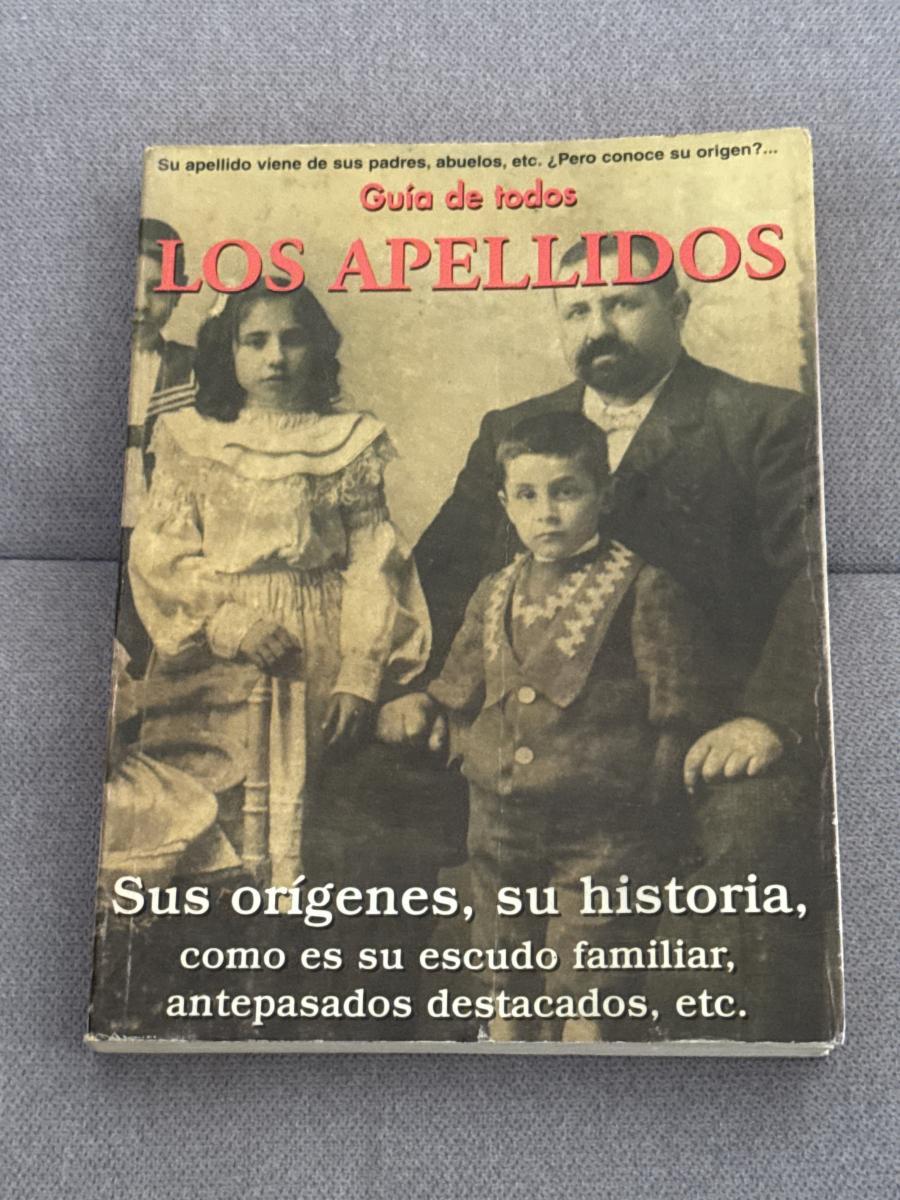 Su apellido viene de sus padres, abuelos, etc. ¿Pero conoce su origen?...
Guía de todos
LOS APELLIDOS
Sus orígenes, su historia,
como es su escudo familiar,
antepasados destacados, etc.